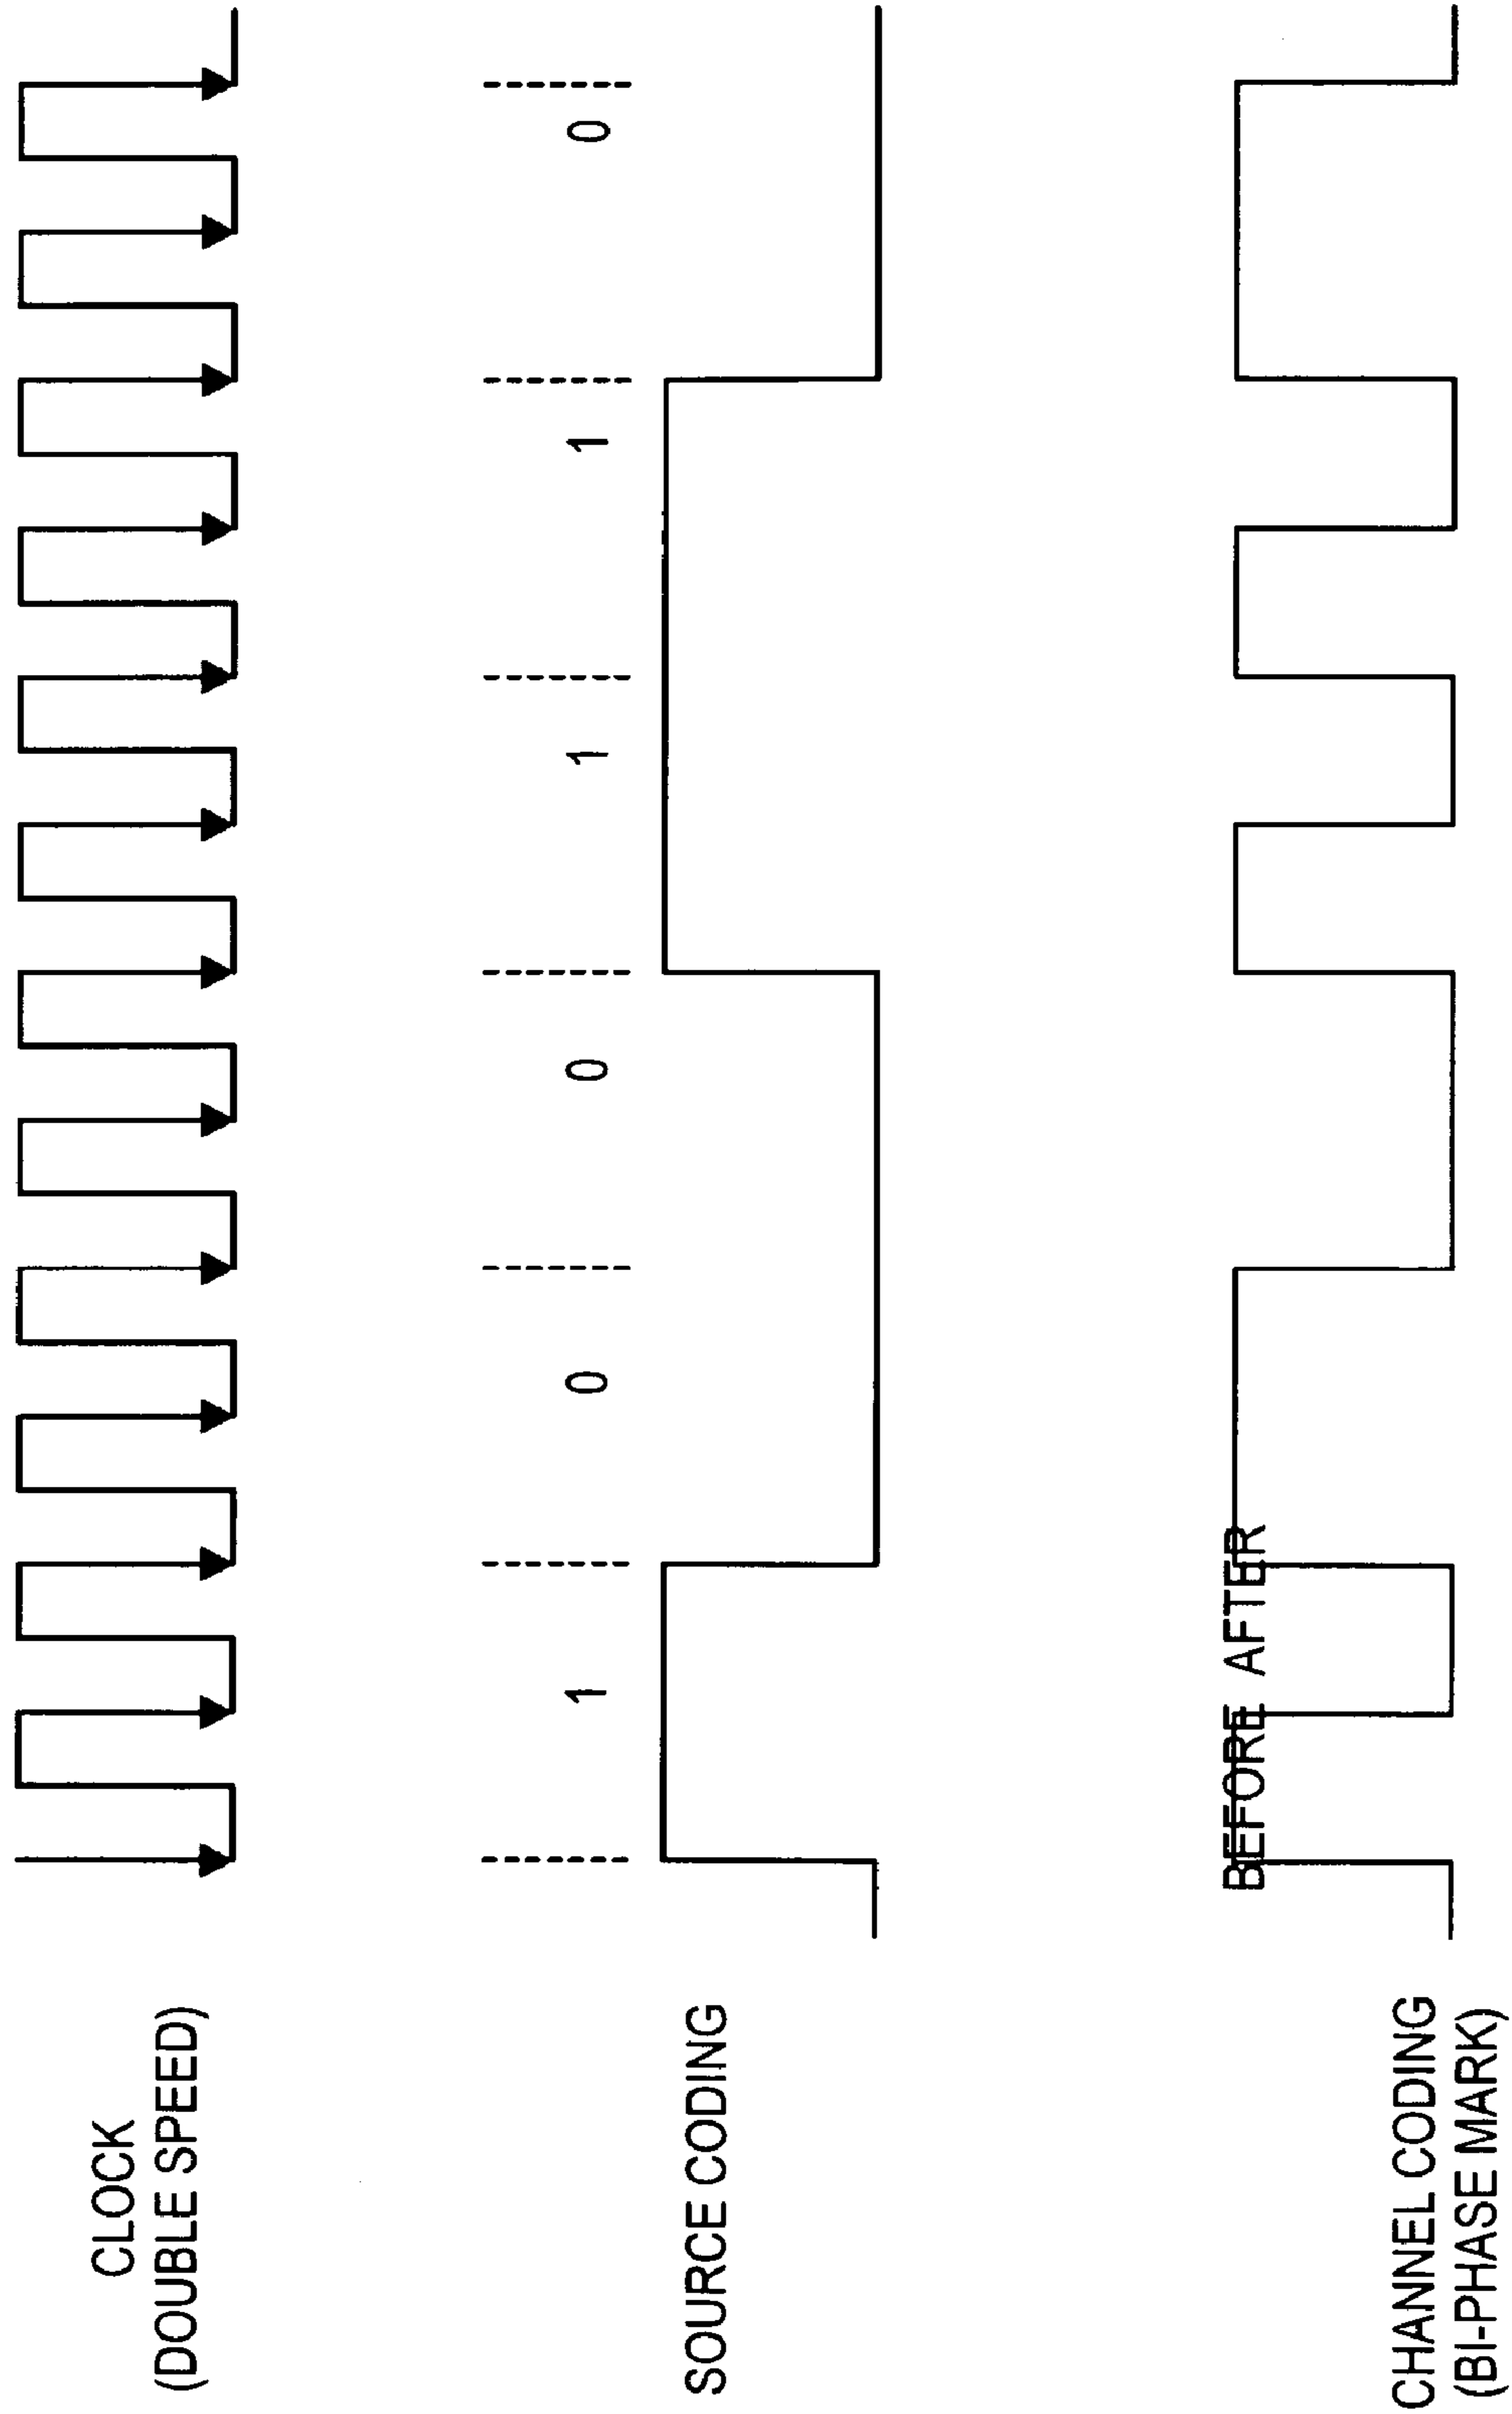 CLOCK
(DOUBLE SPEED)
1 0 0 1 1 0
SOURCE CODING
BEFORE AFTER
CHANNEL CODING
(BI-PHASE MARK)